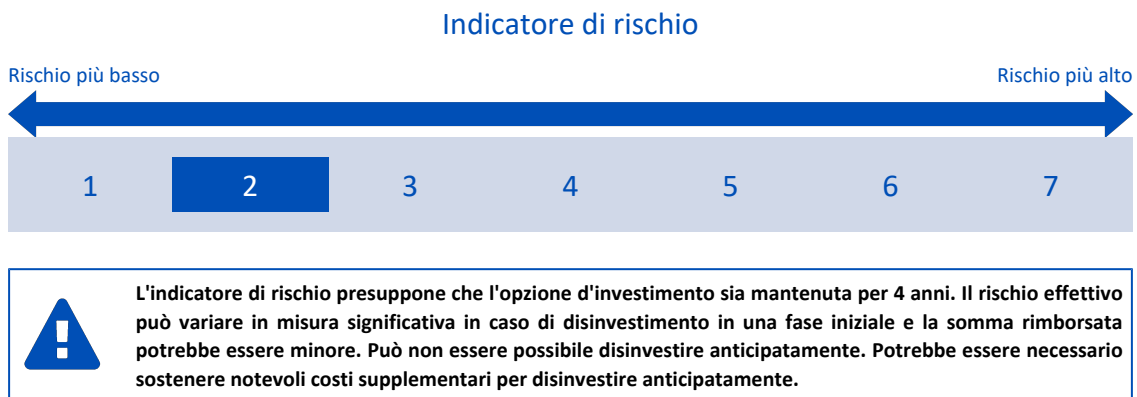 Indicatore di rischio
Rischio più basso
Rischio più alto
1 2 3 4 5 6 7
L'indicatore di rischio presuppone che l'opzione d'investimento sia mantenuta per 4 anni. Il rischio effettivo
può variare in misura significativa in caso di disinvestimento in una fase iniziale e la somma rimborsata
potrebbe essere minore. Può non essere possibile disinvestire anticipatamente. Potrebbe essere necessario
sostenere notevoli costi supplementari per disinvestire anticipatamente.